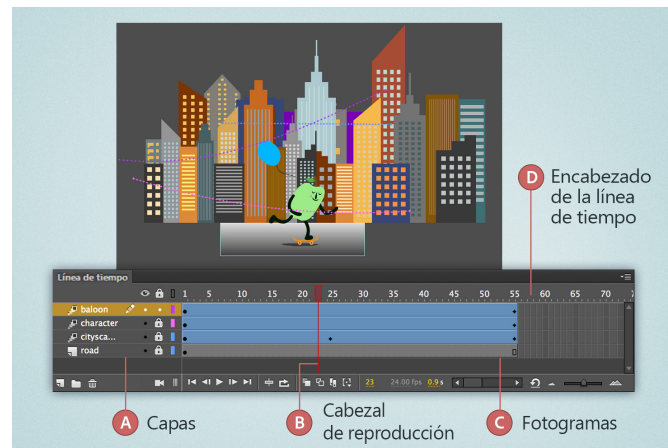 D Encabezado
de la línea
de tiempo
Línea de tiempo
1 5 10 15 20 25 30 35 40 45 50 55 60 65 70 7
baloon
character
citysca...
road
23 24.00 fps 0.9 s
A Capas
B Cabezal
de reproducción
C Fotogramas